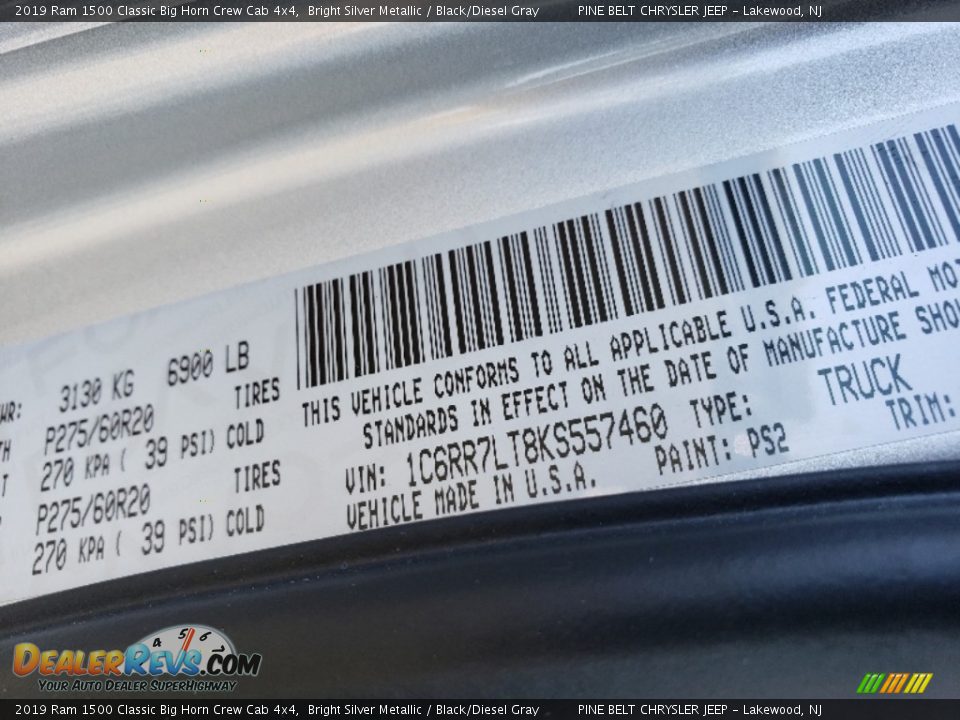 2019 Ram 1500 Classic Big Horn Crew Cab 4x4, Bright Silver Metallic / Black/Diesel Gray PINE BELT CHRYSLER JEEP - Lakewood, NJ
3130 KG 6900 LB
TIRES
P275/60R20
270 KPA ( 39 PSI) COLD
TIRES
P275/60R20
270 KPA ( 39 PSI) COLD
THIS VEHICLE CONFORMS TO ALL APPLICABLE U.S.A. FEDERAL
STANDARDS IN EFFECT ON THE DATE OF MANUFACTURE
VIN: 1C6RR7LT8KS557460 TYPE: TRUCK
VEHICLE MADE IN U.S.A. PAINT: PS2 TRIM:
4 5 6
DealerRevs.com
Your Auto Dealer SuperHighway
2019 Ram 1500 Classic Big Horn Crew Cab 4x4, Bright Silver Metallic / Black/Diesel Gray PINE BELT CHRYSLER JEEP - Lakewood, NJ